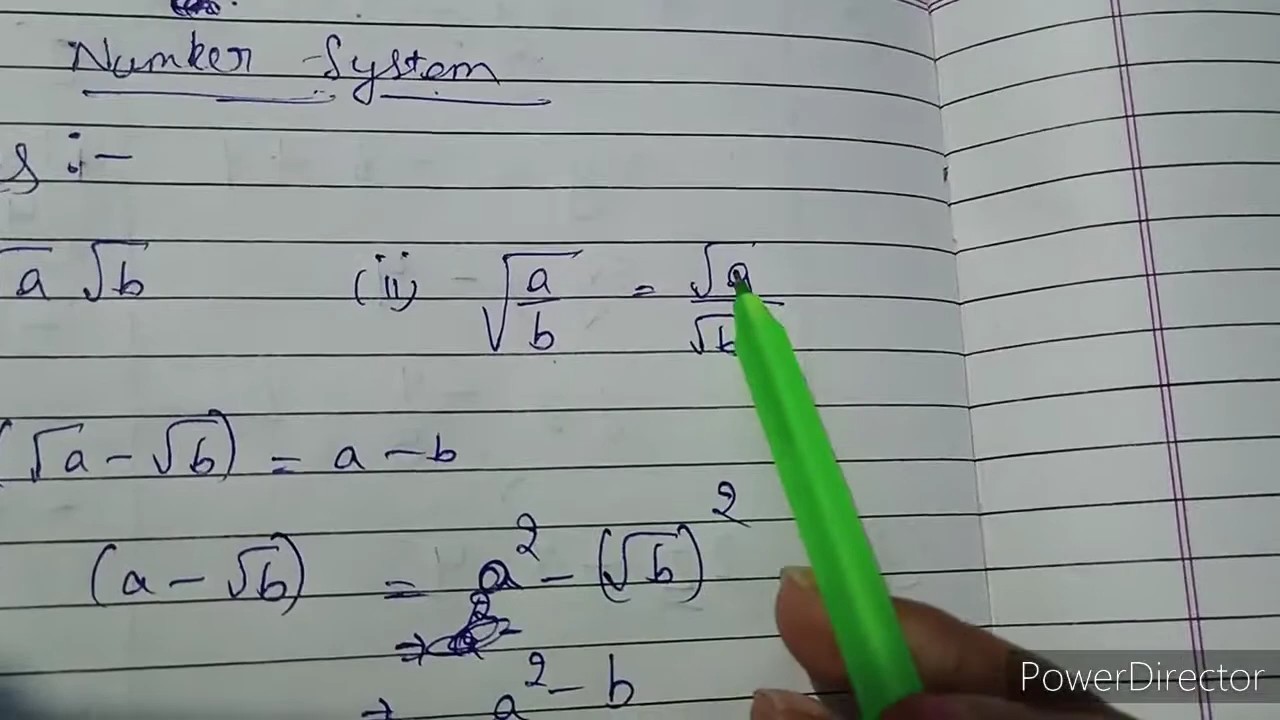 Number System
s :-
√a √b (ii) √(a/b) = √a/√b
(√a - √b) = a - b
(a - √b) = a² - (√b)²
→
→ a² - b
PowerDirector